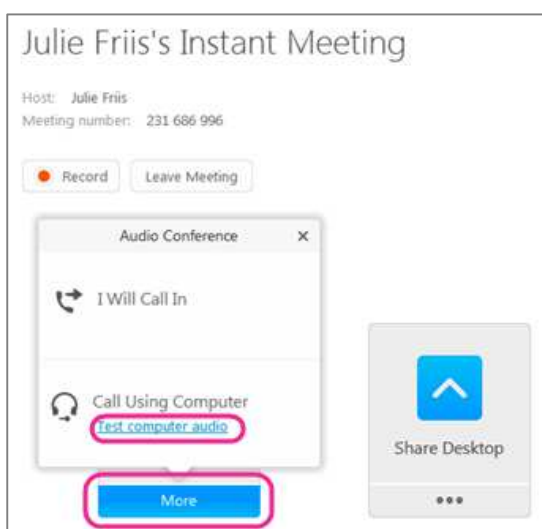 Julie Friis's Instant Meeting
Host: Julie Friis
Meeting number: 231 686 996
Record
Leave Meeting
Audio Conference
I Will Call In
Call Using Computer
Test computer audio
More
Share Desktop